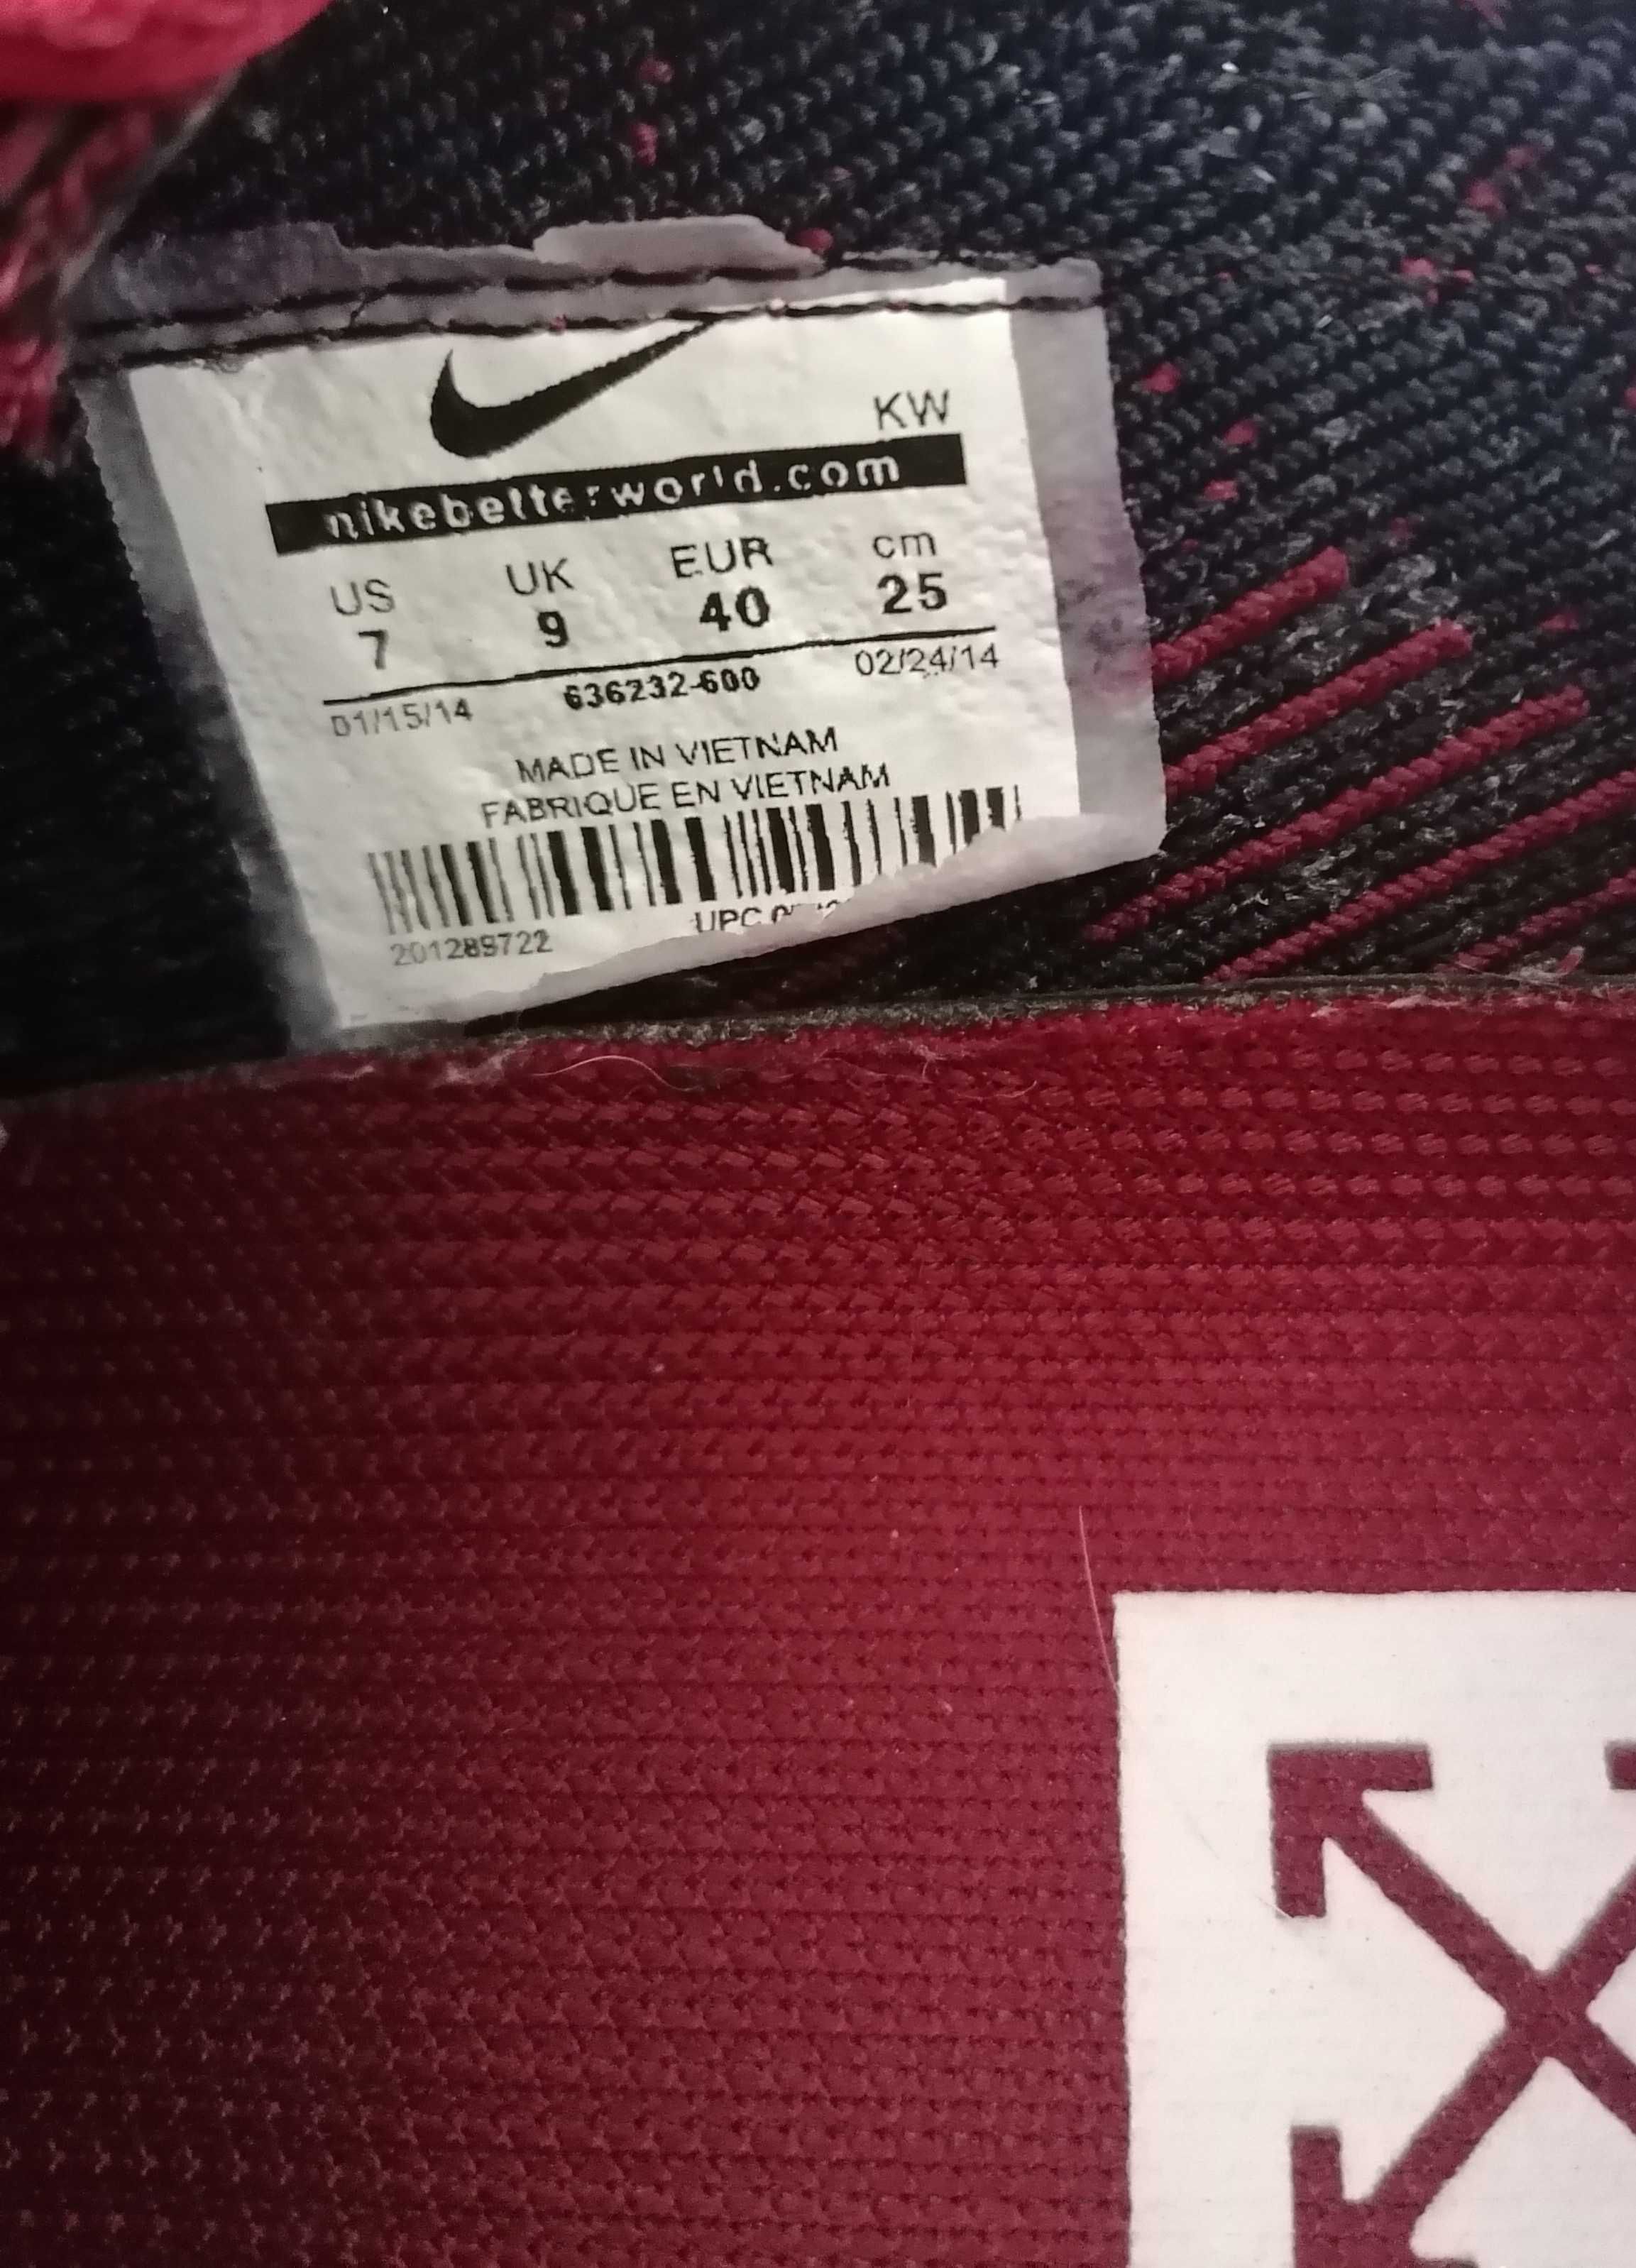 KW
nikebetterworld.com
US UK EUR cm
7 9 40 25
01/15/14 636232-600 02/24/14
MADE IN VIETNAM
FABRIQUE EN VIETNAM
201289722 UPC